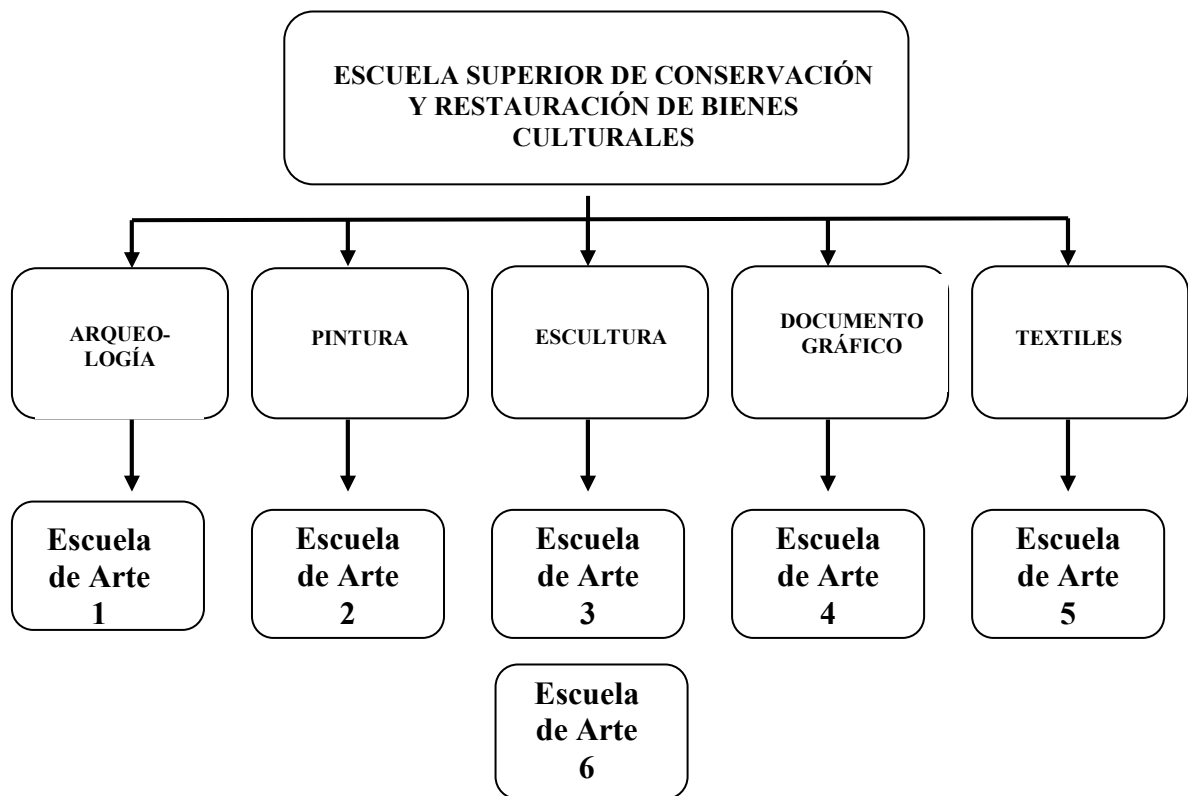 ESCUELA SUPERIOR DE CONSERVACIÓN
Y RESTAURACIÓN DE BIENES
CULTURALES
ARQUEO-
LOGÍA
PINTURA
ESCULTURA
DOCUMENTO
GRÁFICO
TEXTILES
Escuela
de Arte
1
Escuela
de Arte
2
Escuela
de Arte
3
Escuela
de Arte
4
Escuela
de Arte
5
Escuela
de Arte
6